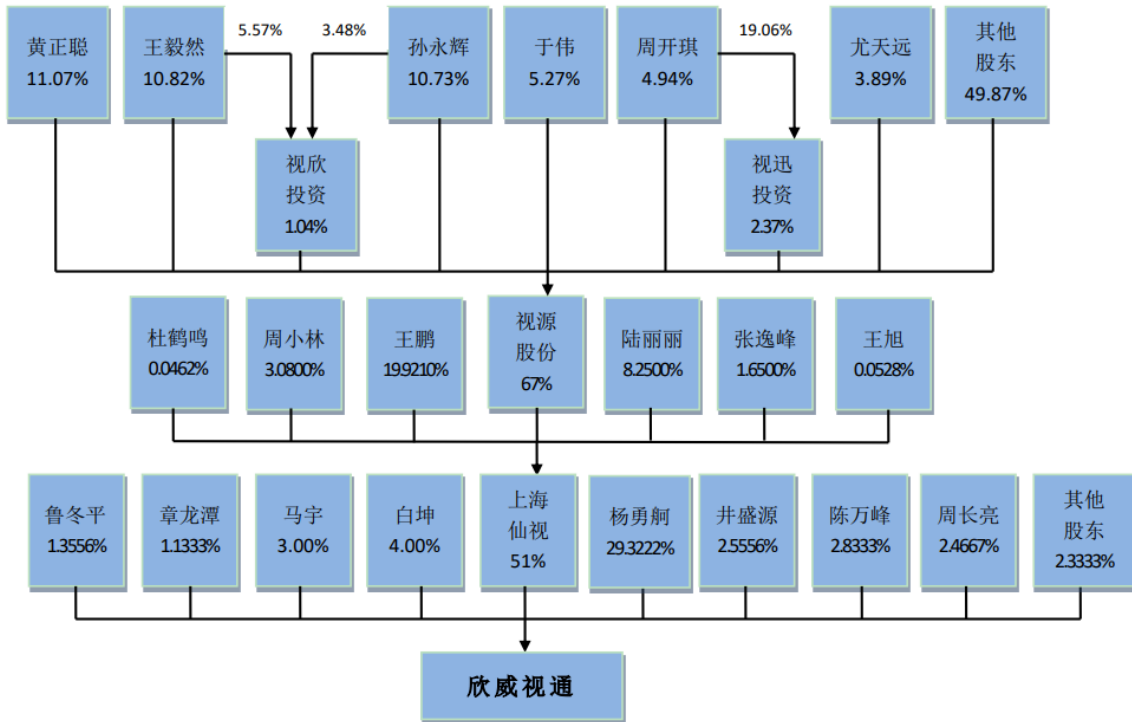 黄正聪
11.07%
王毅然
10.82%
5.57%
3.48%
孙永辉
10.73%
于伟
5.27%
周开琪
4.94%
19.06%
尤天远
3.89%
其他
股东
49.87%
视欣
投资
1.04%
视迅
投资
2.37%
杜鹤鸣
0.0462%
周小林
3.0800%
王鹏
19.9210%
视源
股份
67%
陆丽丽
8.2500%
张逸峰
1.6500%
王旭
0.0528%
鲁冬平
1.3556%
章龙潭
1.1333%
马宇
3.00%
白坤
4.00%
上海
仙视
51%
杨勇舸
29.3222%
井盛源
2.5556%
陈万峰
2.8333%
周长亮
2.4667%
其他
股东
2.3333%
欣威视通